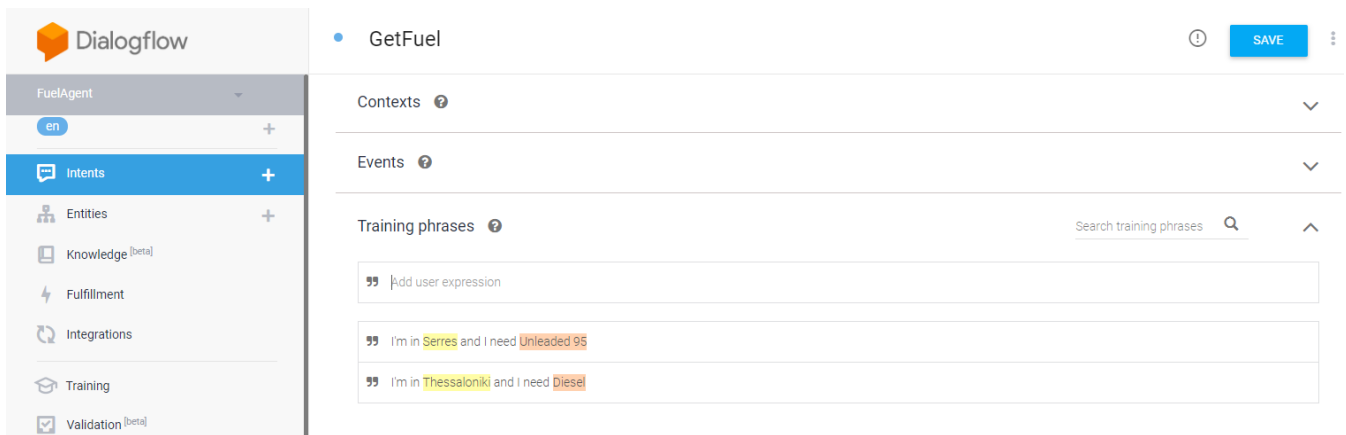 Dialogflow
GetFuel
SAVE
FuelAgent
en
Intents
Entities
Knowledge [beta]
Fulfillment
Integrations
Training
Validation [beta]
Contexts
Events
Training phrases
Search training phrases
Add user expression
I'm in Serres and I need Unleaded 95
I'm in Thessaloniki and I need Diesel